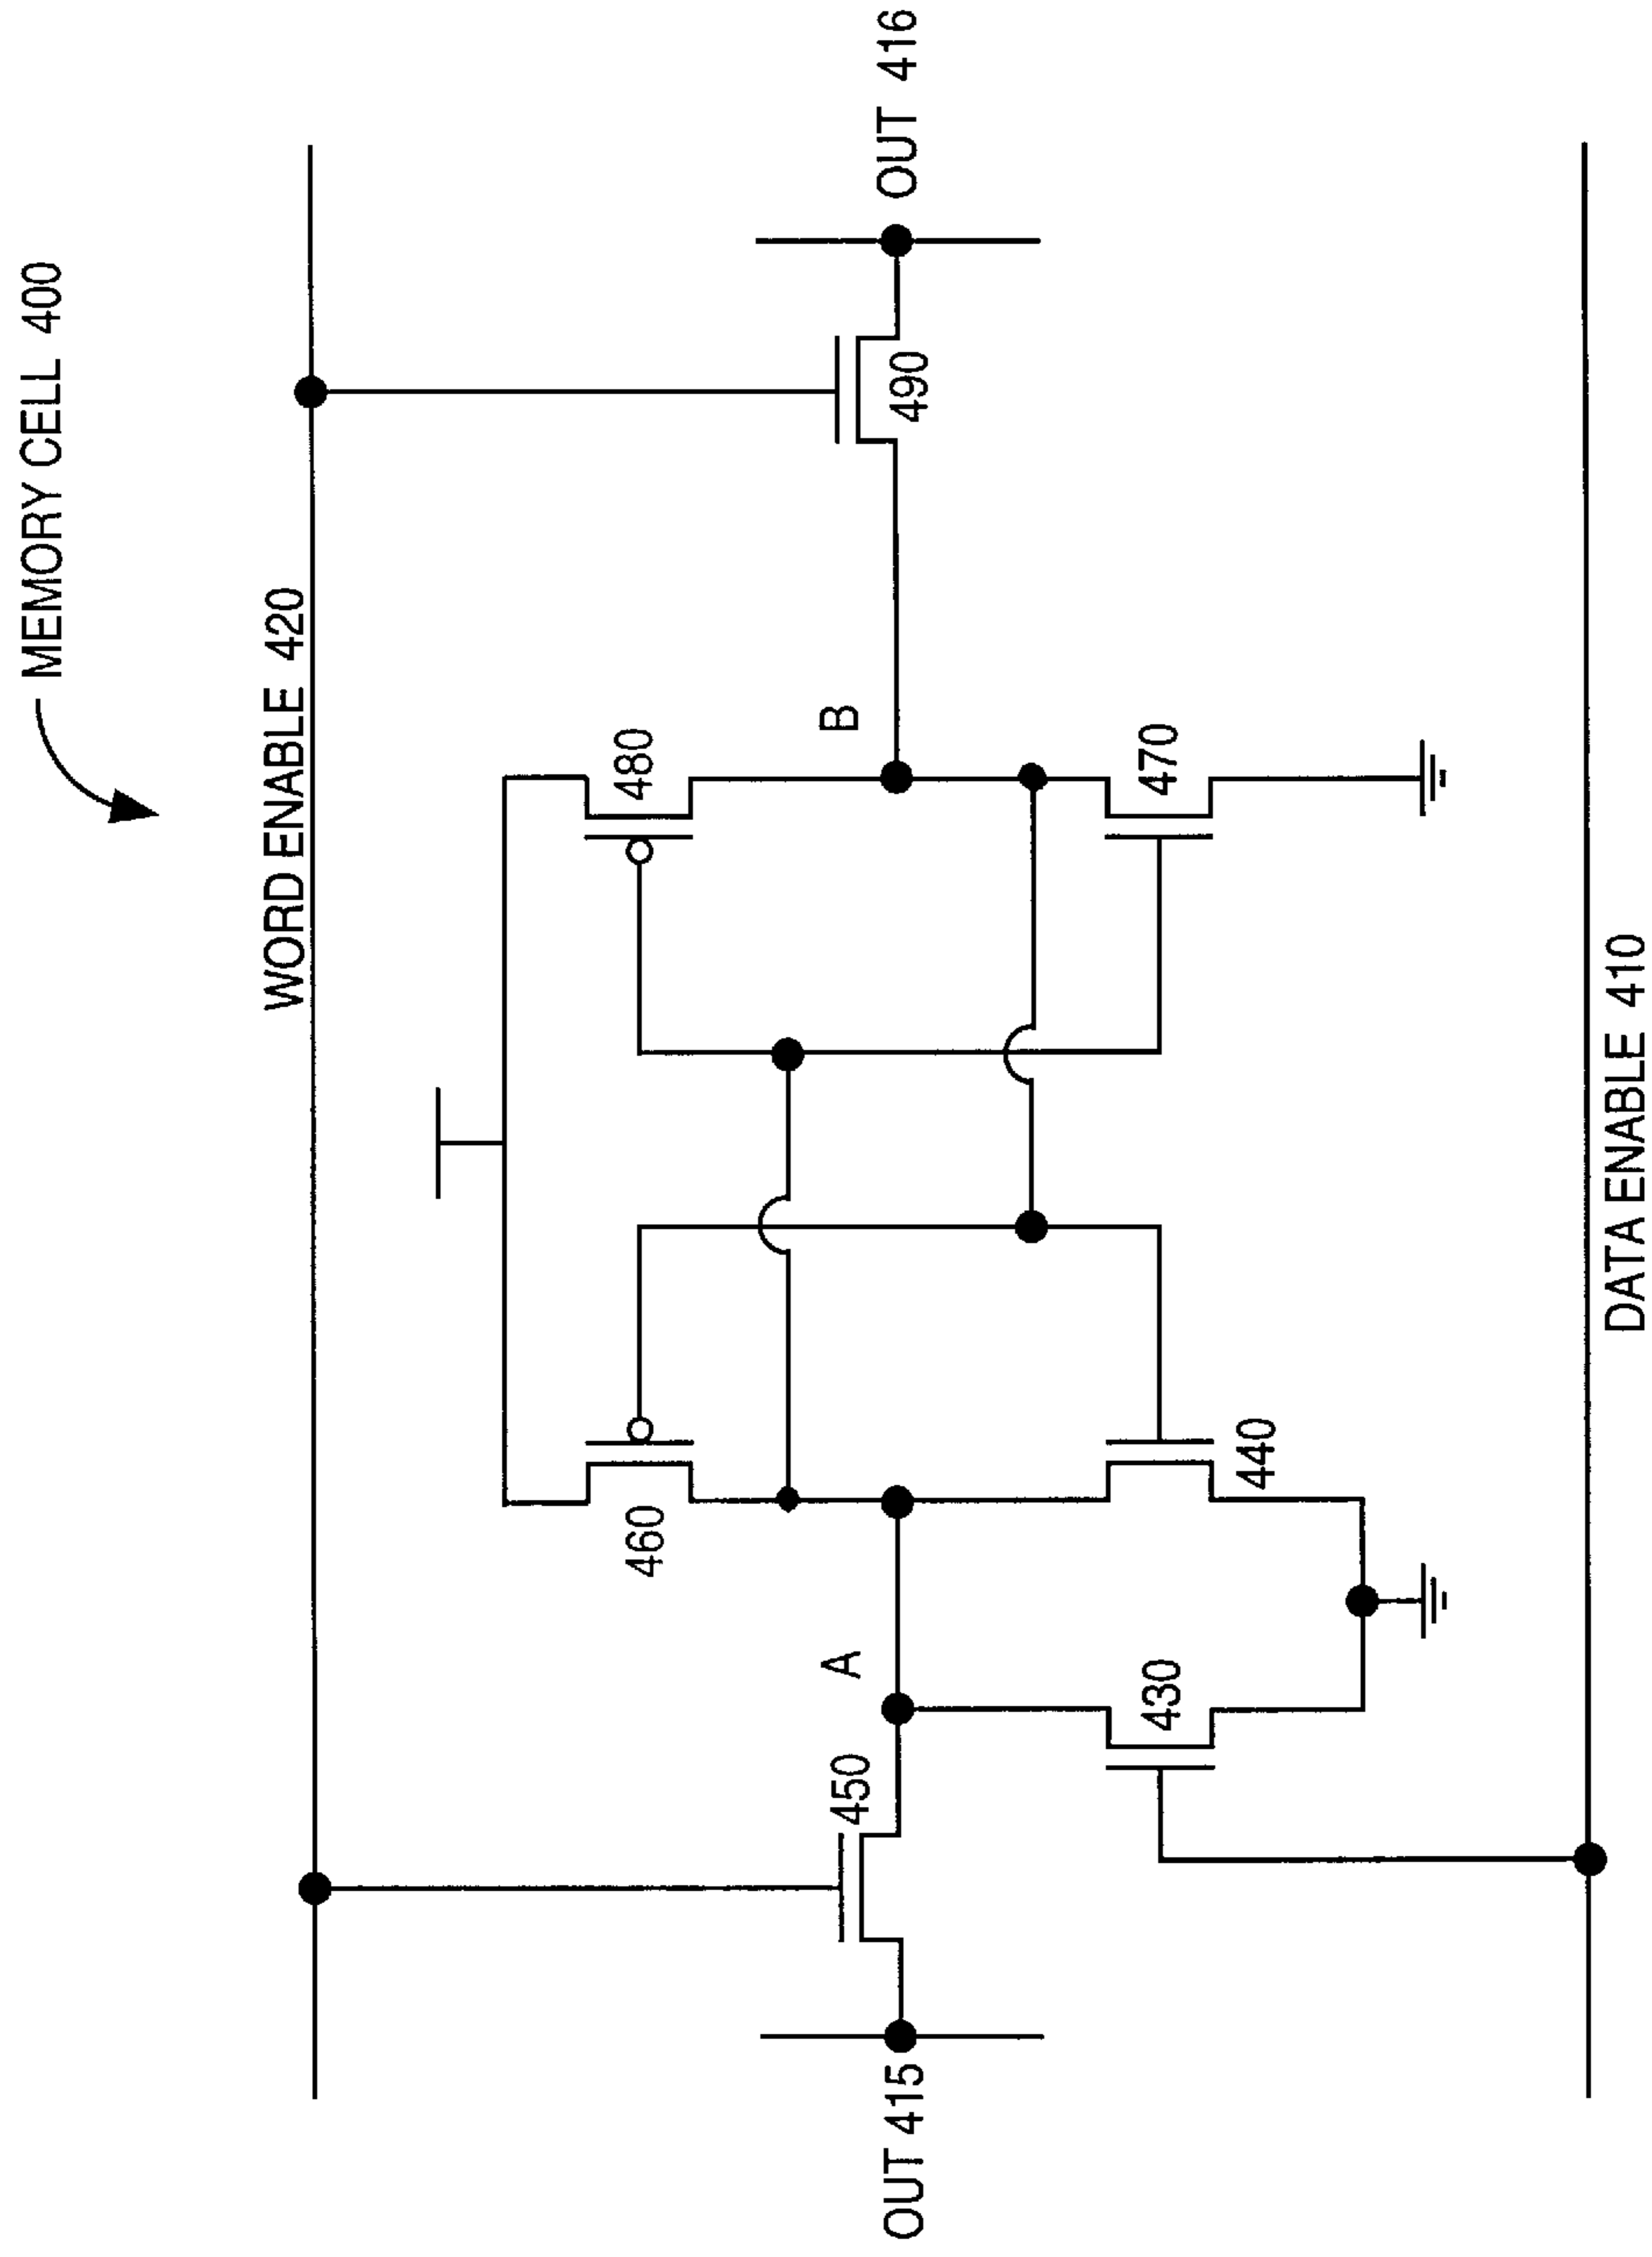 MEMORY CELL 400
WORD ENABLE 420
460
480
A
B
450
490
OUT 415
OUT 416
430
440
470
DATA ENABLE 410